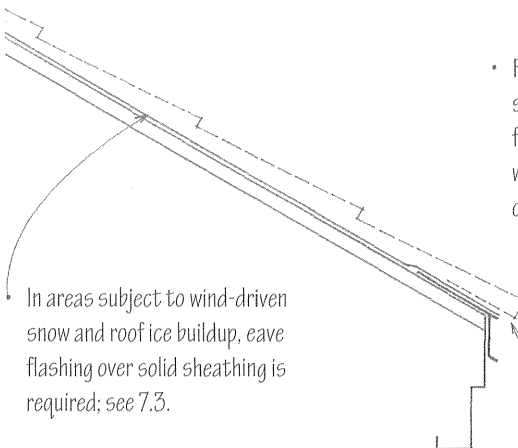 In areas subject to wind-driven
snow and roof ice buildup, eave
flashing over solid sheathing is
required; see 7.3.